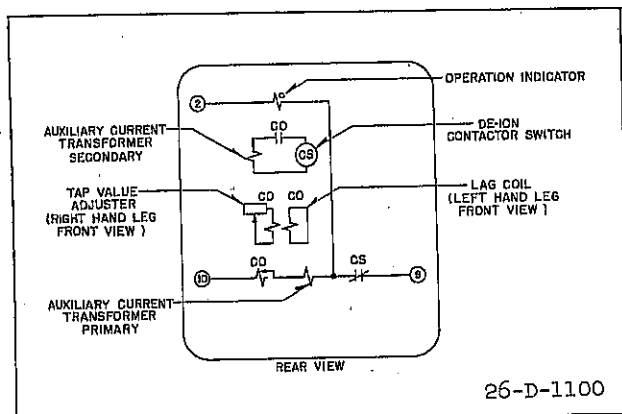 OPERATION INDICATOR
2
CO
AUXILIARY CURRENT
TRANSFORMER
SECONDARY
CS
DE-ION
CONTACTOR SWITCH
TAP VALUE
ADJUSTER
(RIGHT HAND LEG
FRONT VIEW )
CO CO
LAG COIL
(LEFT HAND LEG
FRONT VIEW )
10
CO
CS
9
AUXILIARY CURRENT
TRANSFORMER
PRIMARY
REAR VIEW
26-D-1100